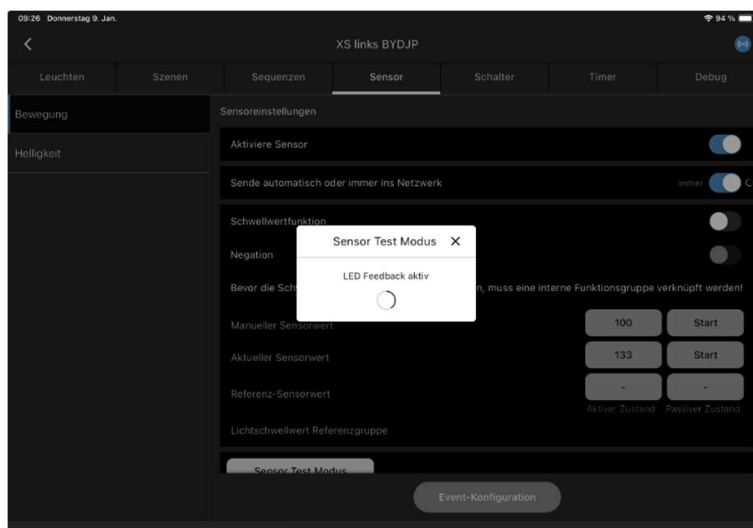 09:26 Donnerstag 9. Jan.
94 %
XS links BYDJP
Leuchten Szenen Sequenzen Sensor Schalter Timer Debug
Bewegung
Helligkeit
Sensoreinstellungen
Aktiviere Sensor
Sende automatisch oder immer ins Netzwerk
immer
Schwellwertfunktion
Negation
Sensor Test Modus
LED Feedback aktiv
Bevor die Sch
n, muss eine interne Funktionsgruppe verknüpft werden!
Manueller Sensorwert 100 Start
Aktueller Sensorwert 133 Start
Referenz-Sensorwert - -
Aktiver Zustand Passiver Zustand
Lichtschwellwert Referenzgruppe
Sensor Test Modus
Event-Konfiguration